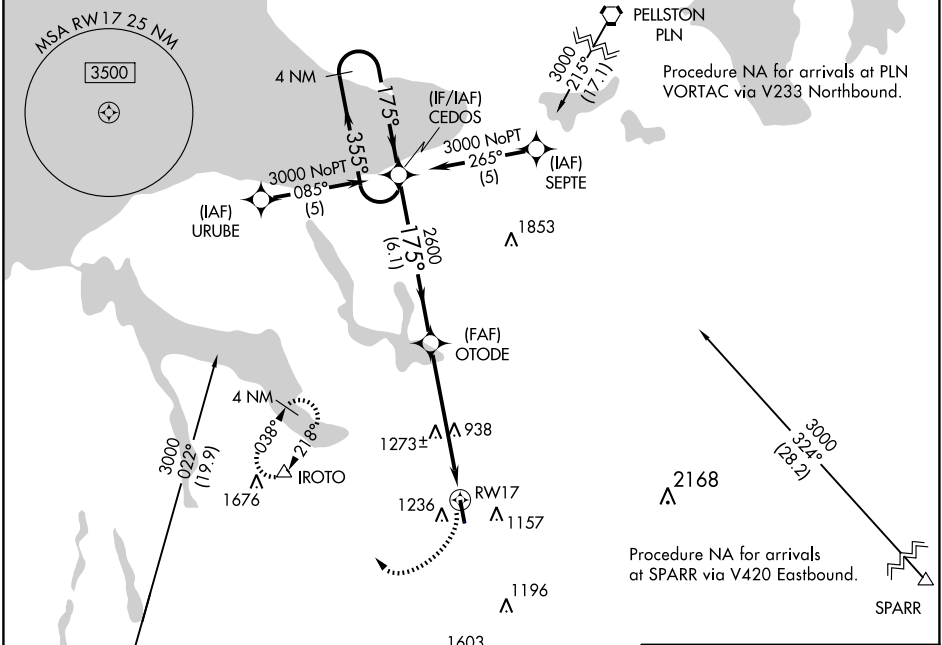 MSA RW17 25 NM
3500
PELLSTON
PLN
3000
215°
(17.1)
Procedure NA for arrivals at PLN
VORTAC via V233 Northbound.
4 NM
175°
355°
(IF/IAF)
CEDOS
3000 NoPT
265°
(5)
(IAF)
SEPTE
3000 NoPT
085°
(5)
(IAF)
URUBE
1853
2600
175°
(6.1)
(FAF)
OTODE
4 NM
038°
218°
IROTO
1676
3000
022°
(19.9)
1273±
938
3000
324°
(28.2)
RW17
1236
1157
2168
Procedure NA for arrivals
at SPARR via V420 Eastbound.
SPARR
1196
1603